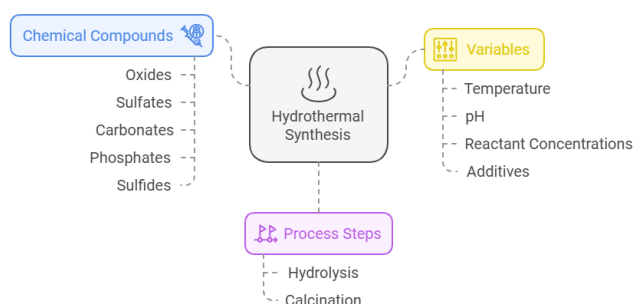 Chemical Compounds
Oxides
Sulfates
Carbonates
Phosphates
Sulfides
Hydrothermal
Synthesis
Variables
Temperature
pH
Reactant Concentrations
Additives
Process Steps
Hydrolysis
Calcination